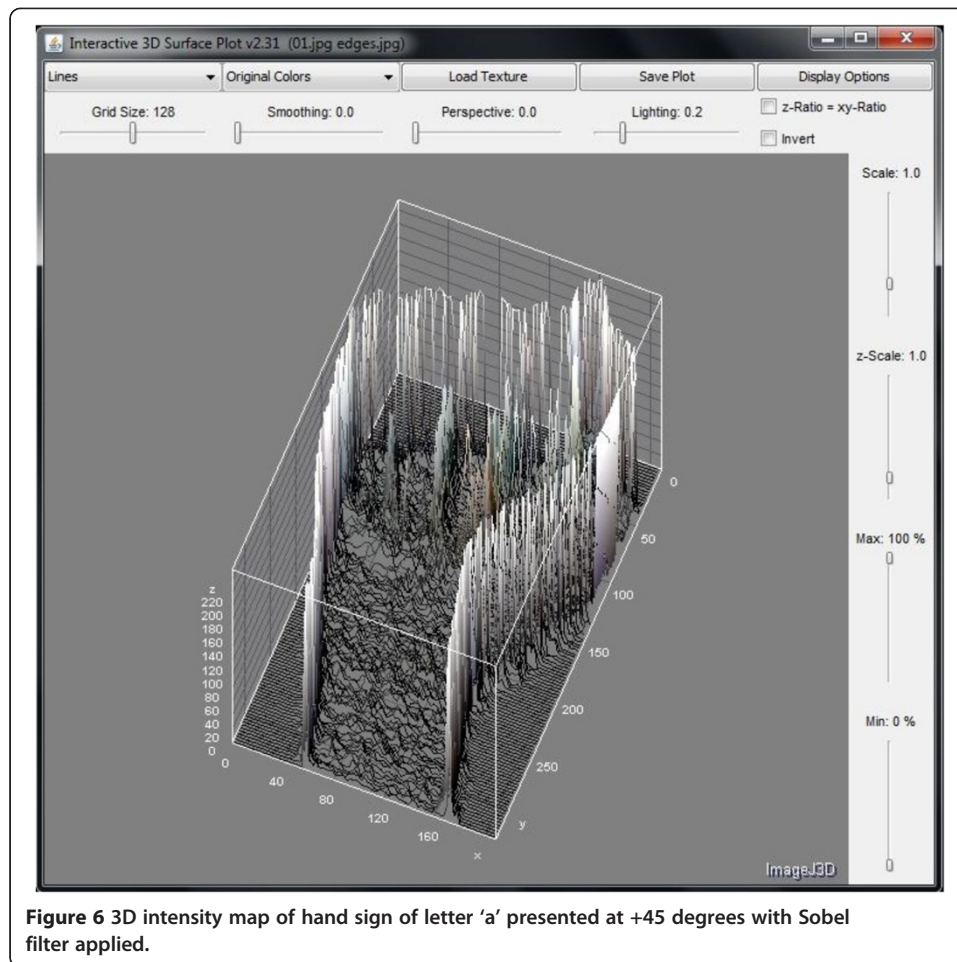 Interactive 3D Surface Plot v2.31 (01.jpg edges.jpg)
Lines Original Colors Load Texture Save Plot Display Options
Grid Size: 128 Smoothing: 0.0 Perspective: 0.0 Lighting: 0.2 z-Ratio = xy-Ratio
Invert
Scale: 1.0
z-Scale: 1.0
Max: 100 %
Min: 0 %
z
220
200
180
160
140
120
100
80
60
40
20
0
0
40
80
120
160
x
0
50
100
150
200
250
y
ImageJ3D
Figure 6 3D intensity map of hand sign of letter ‘a’ presented at +45 degrees with Sobel
filter applied.